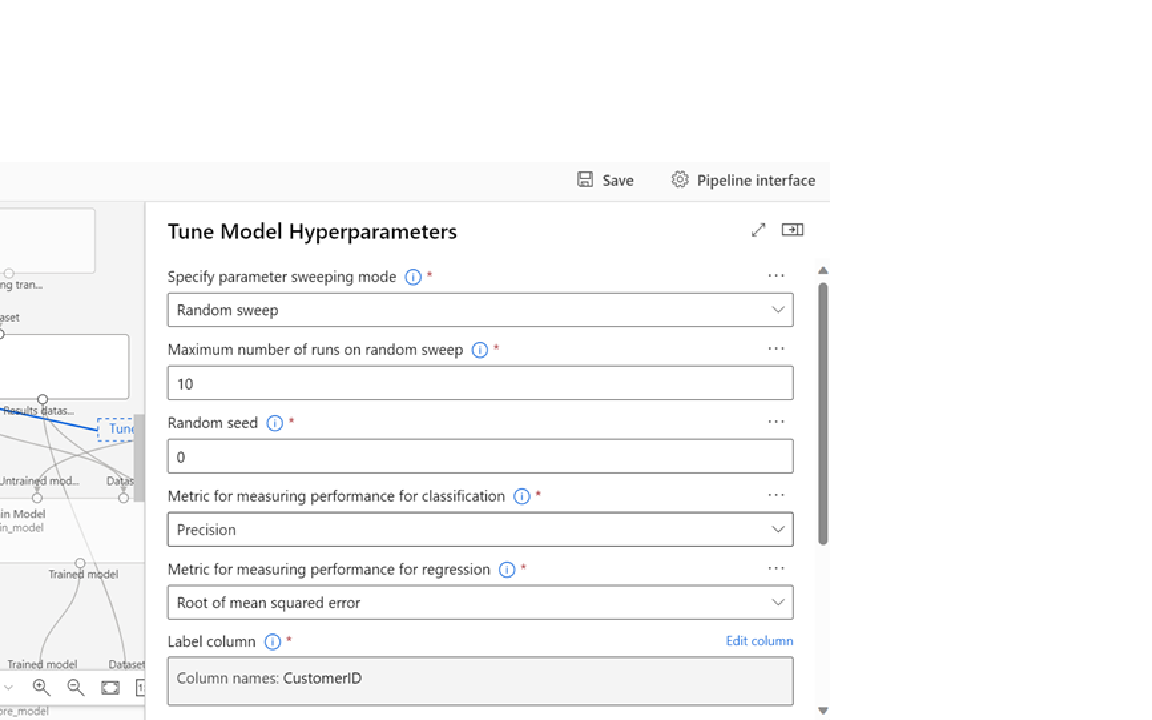 Save
Pipeline interface
Tune Model Hyperparameters
Specify parameter sweeping mode *
Random sweep
Maximum number of runs on random sweep *
10
Random seed *
0
Metric for measuring performance for classification *
Precision
Metric for measuring performance for regression *
Root of mean squared error
Label column *
Edit column
Column names: CustomerID
ng tran...
aset
Results datas...
Tune
Untrained mod...
Datas
in Model
in_model
Trained model
Trained model
Dataset
ore_model